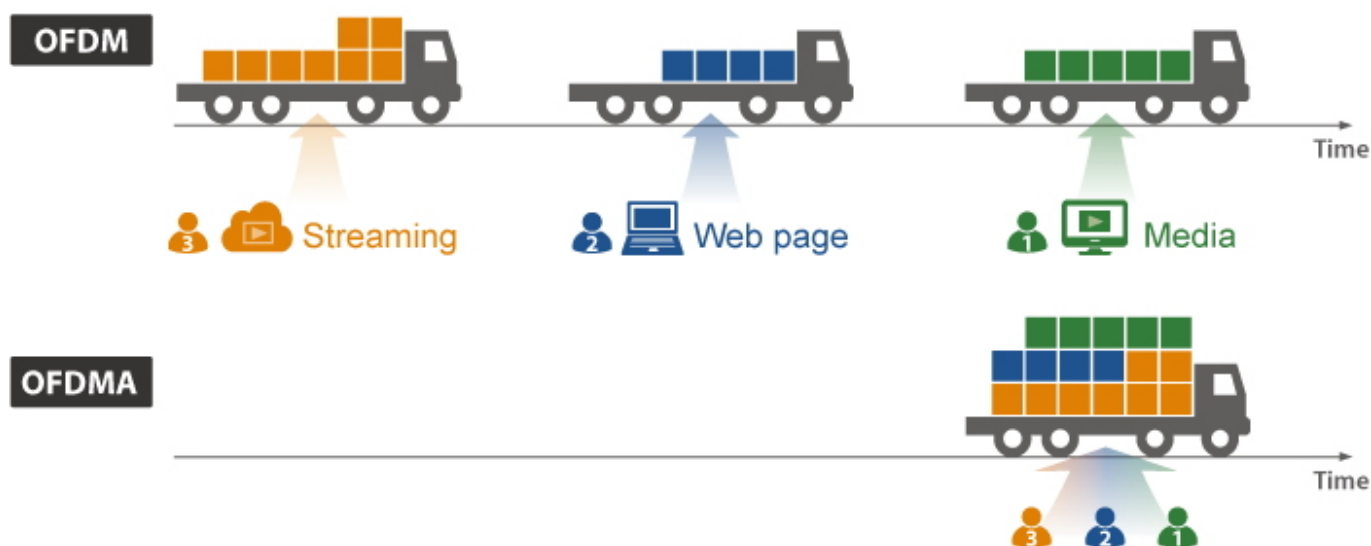 OFDM
Time
3 Streaming
2 Web page
1 Media
OFDMA
Time
3 2 1